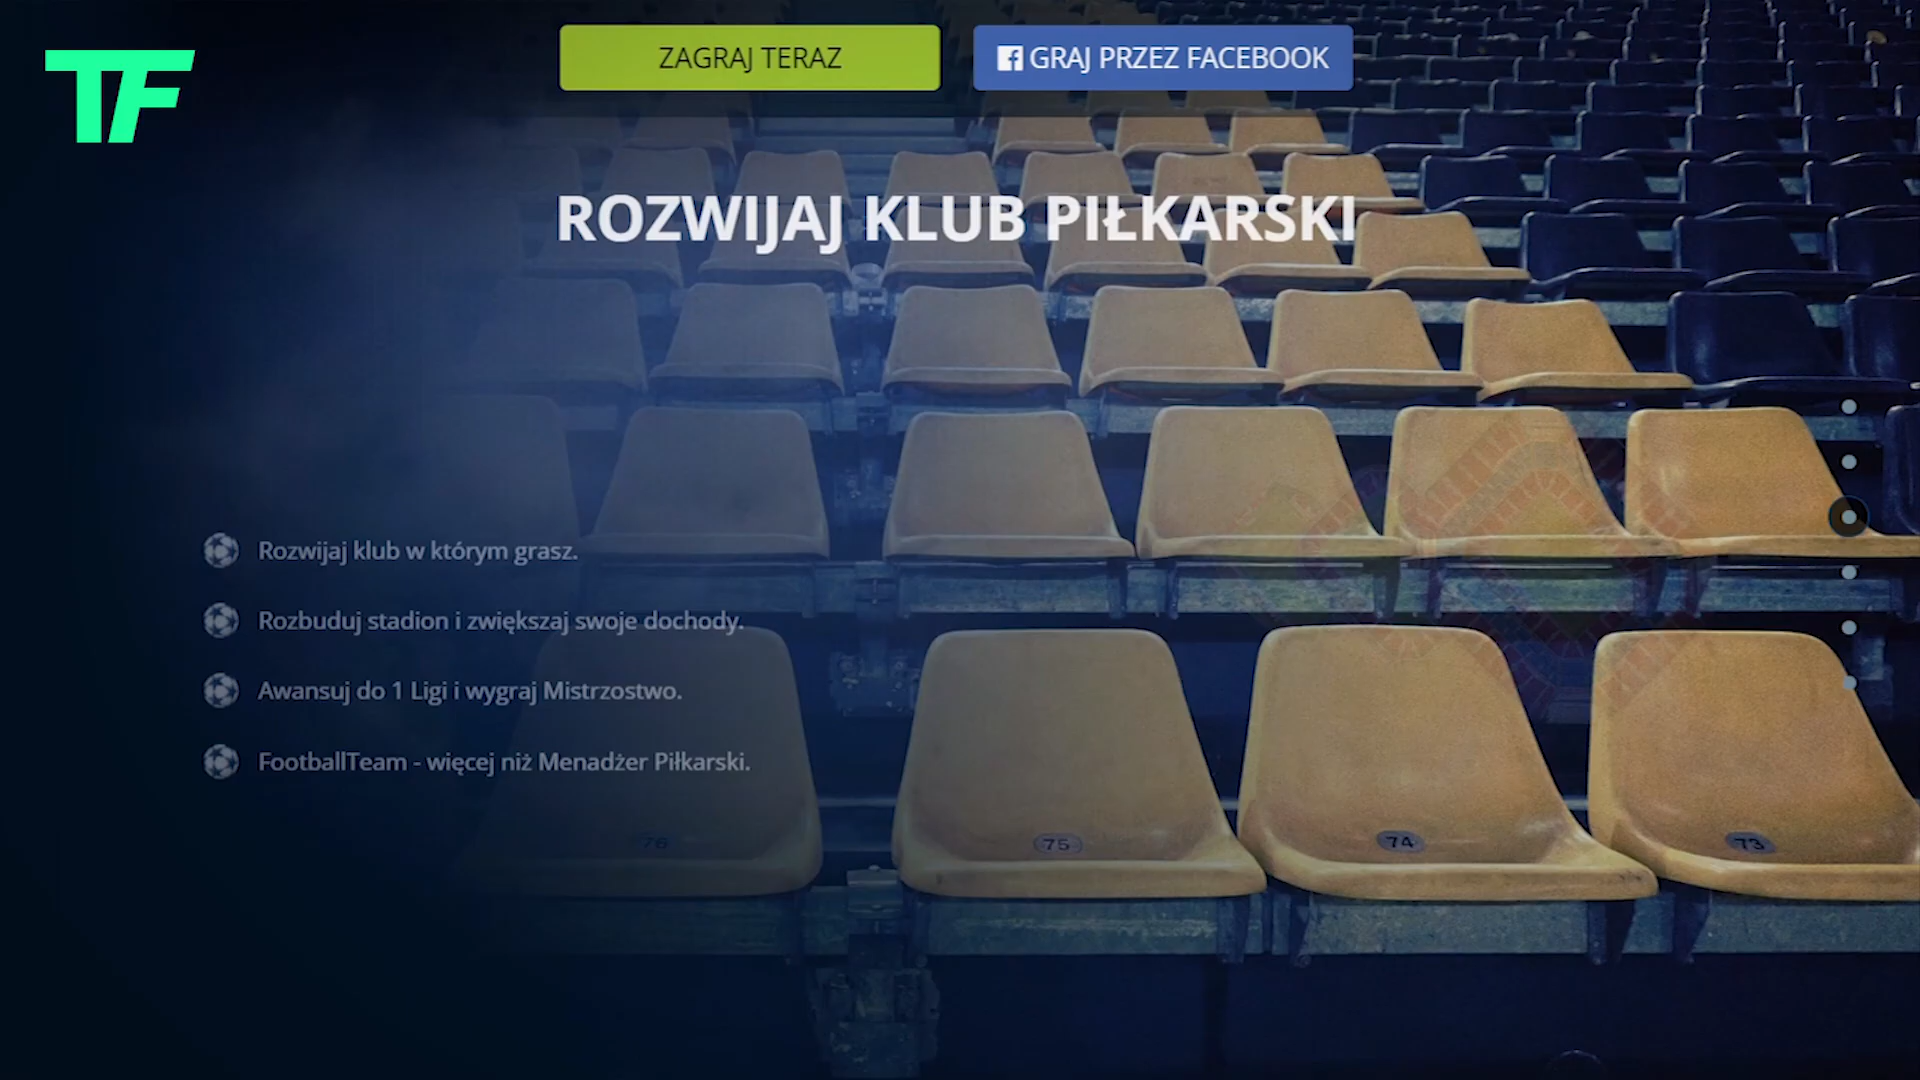 TF
ZAGRAJ TERAZ
GRAJ PRZEZ FACEBOOK
ROZWIJAJ KLUB PIŁKARSKI
Rozwijaj klub w którym grasz.
Rozbuduj stadion i zwiększaj swoje dochody.
Awansuj do 1 Ligi i wygraj Mistrzostwo.
FootballTeam - więcej niż Menadżer Piłkarski.
76
75
74
73